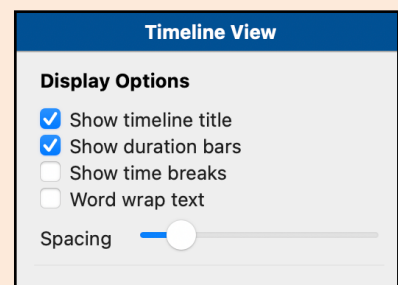 Timeline View
Display Options
Show timeline title
Show duration bars
Show time breaks
Word wrap text
Spacing